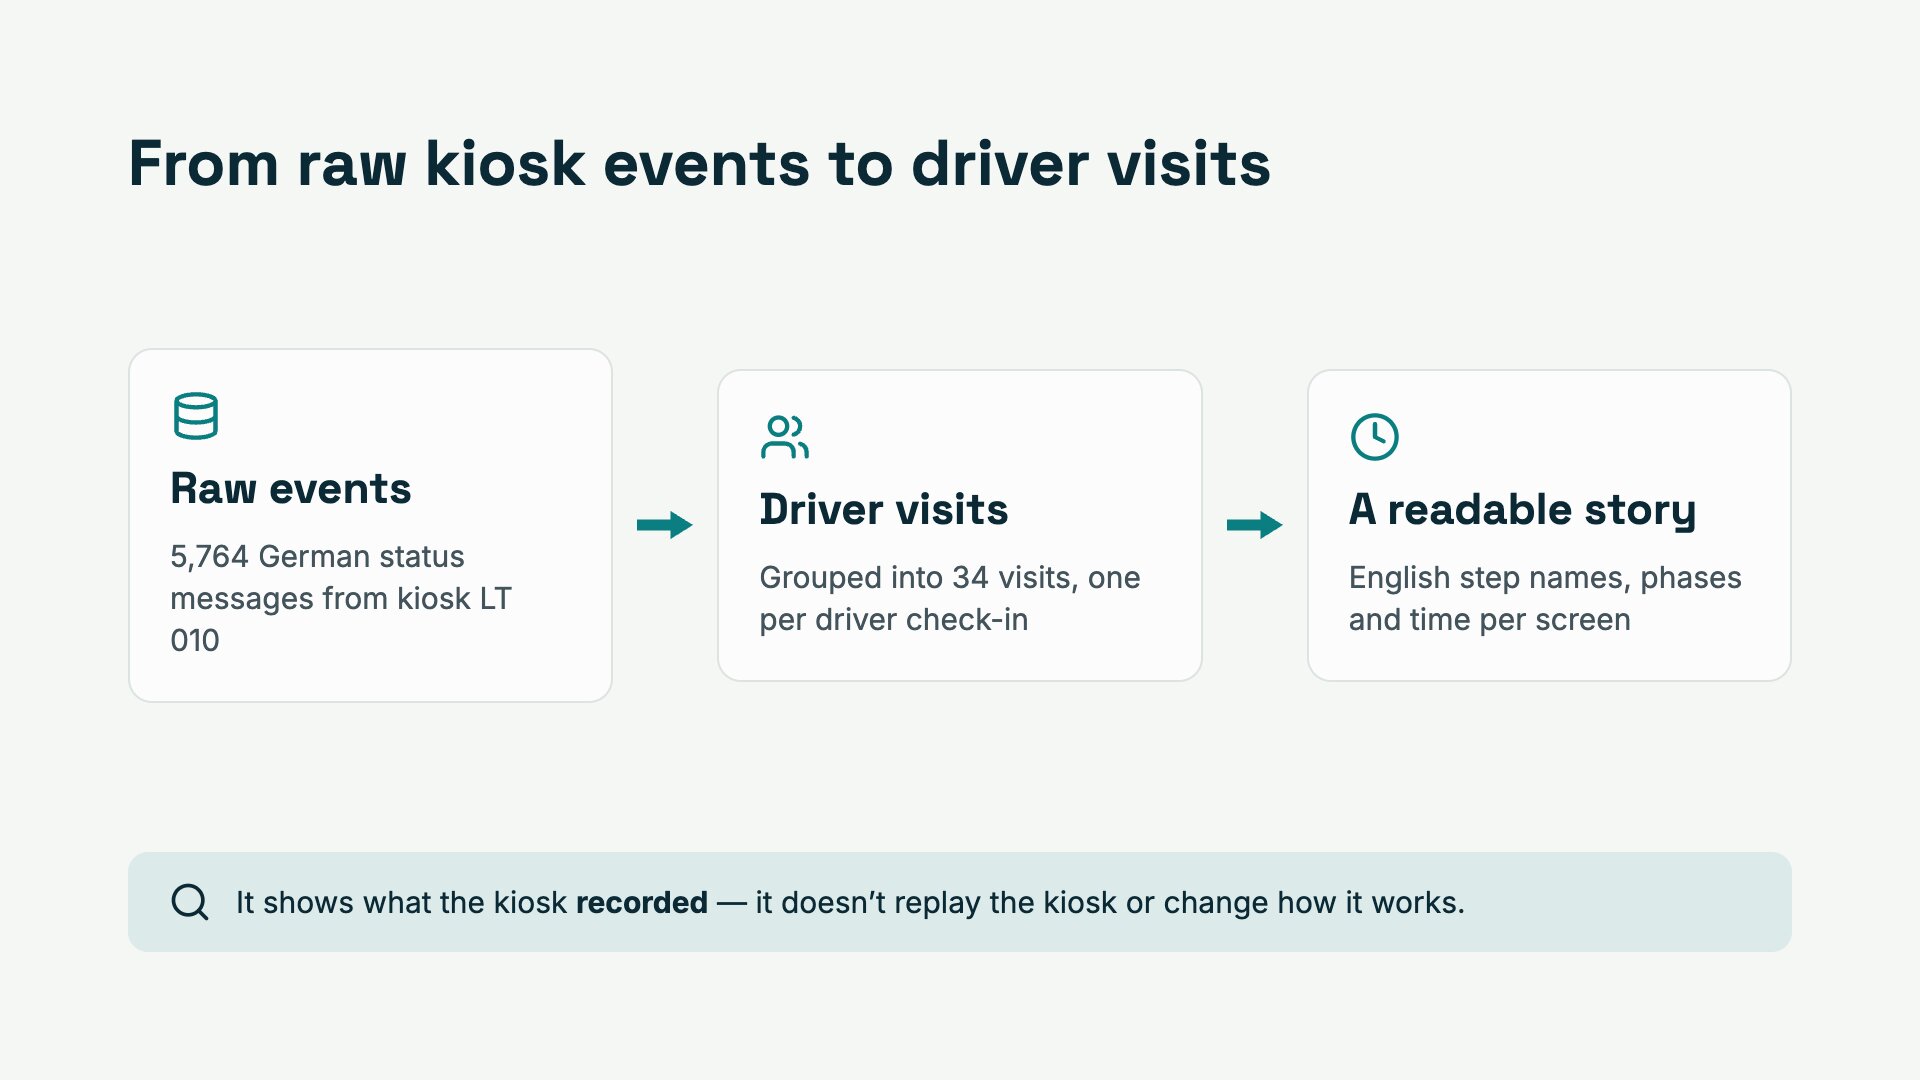 From raw kiosk events to driver visits
Raw events
5,764 German status
messages from kiosk LT
010
Driver visits
Grouped into 34 visits, one
per driver check-in
A readable story
English step names, phases
and time per screen
It shows what the kiosk recorded — it doesn’t replay the kiosk or change how it works.